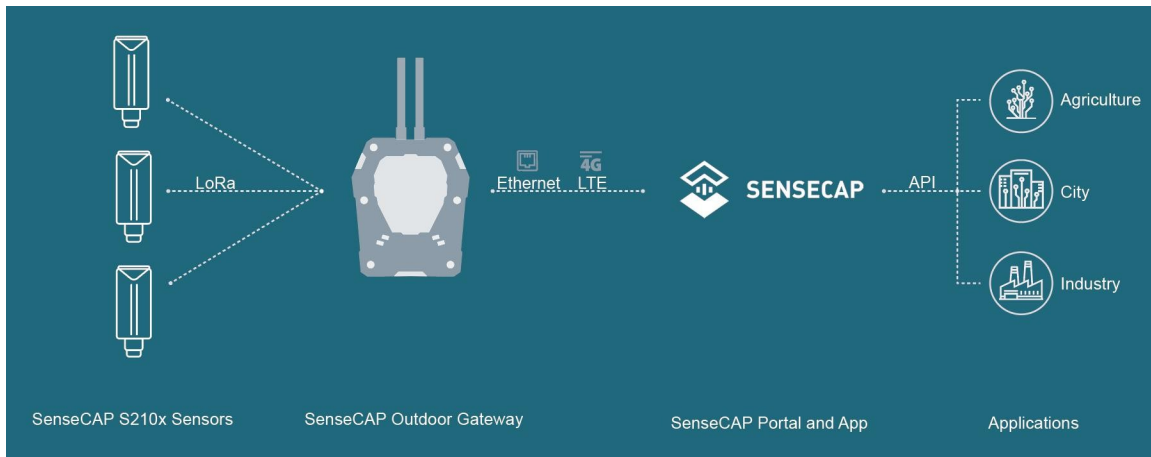 LoRa
Ethernet
4G
LTE
SENSECAP
API
Agriculture
City
Industry
SenseCAP S210x Sensors
SenseCAP Outdoor Gateway
SenseCAP Portal and App
Applications